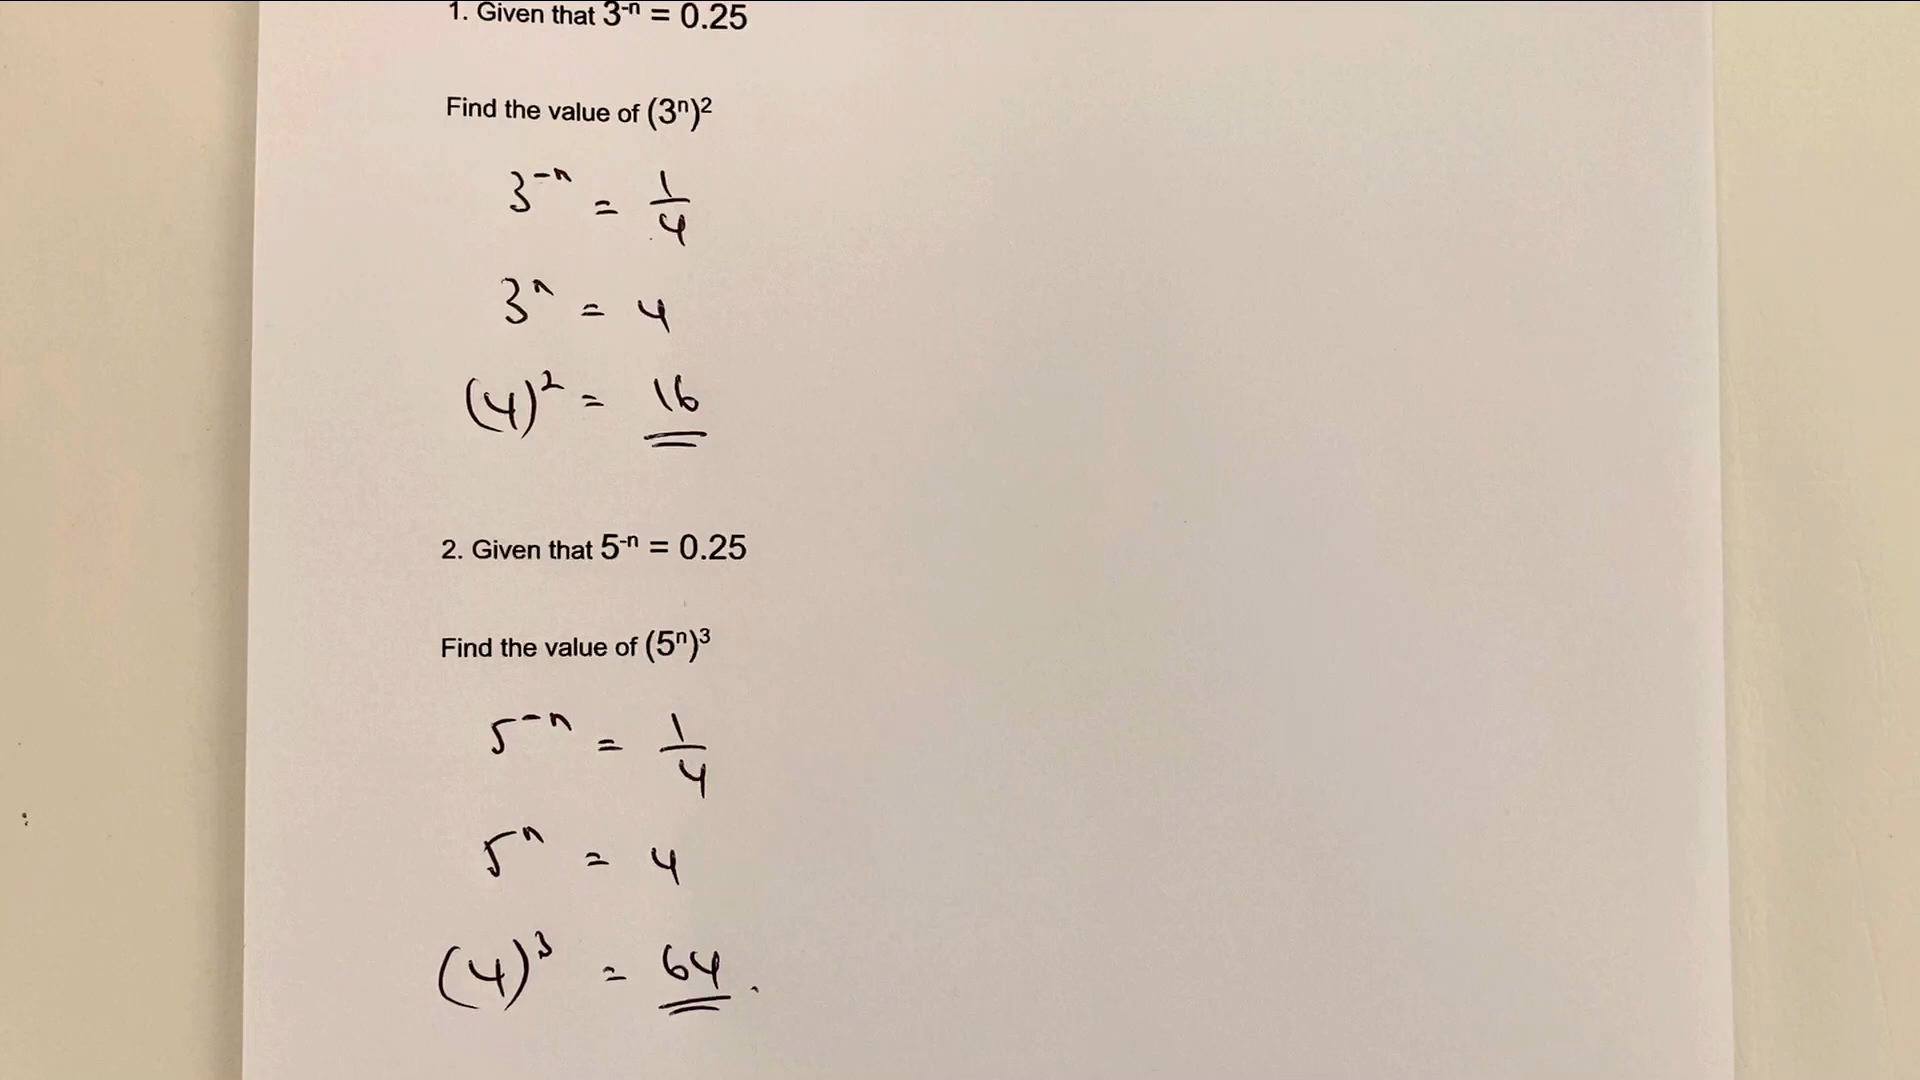 1. Given that 3⁻ⁿ = 0.25
Find the value of (3ⁿ)²
3⁻ⁿ = 1/4
3ⁿ = 4
(4)² = 16
2. Given that 5⁻ⁿ = 0.25
Find the value of (5ⁿ)³
5⁻ⁿ = 1/4
5ⁿ = 4
(4)³ = 64.